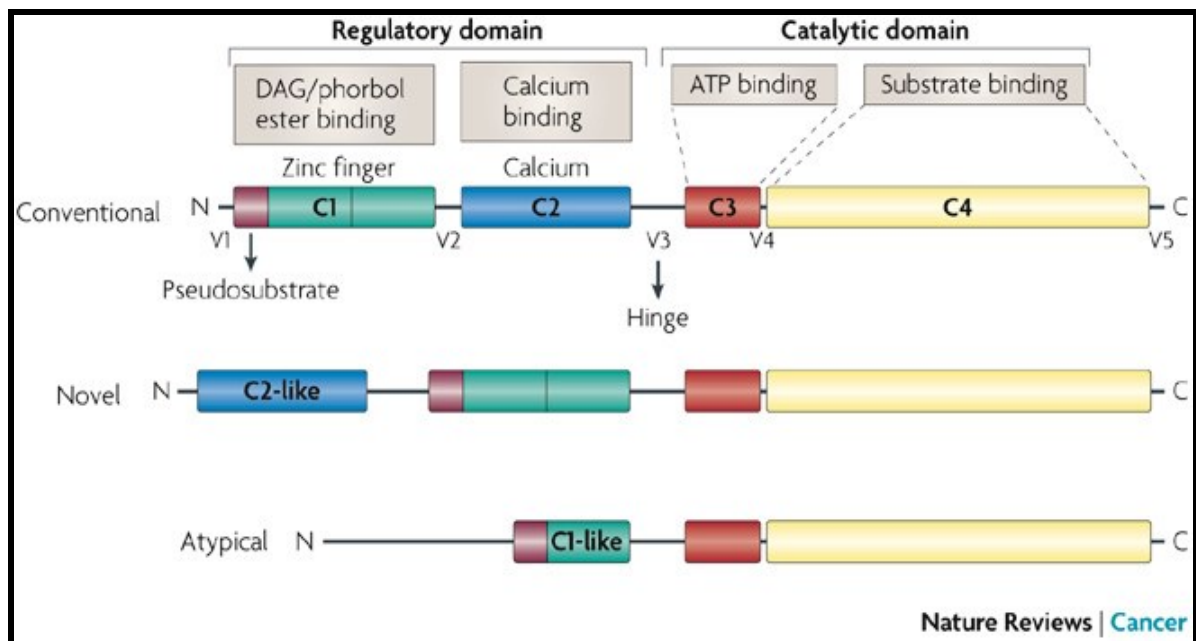 Regulatory domain
Catalytic domain
DAG/phorbol
ester binding
Calcium
binding
ATP binding
Substrate binding
Zinc finger
Calcium
Conventional
N
C1
C2
C3
C4
C
V1
V2
V3
V4
V5
Pseudosubstrate
Hinge
Novel
N
C2-like
C
Atypical
N
C1-like
C
Nature Reviews | Cancer